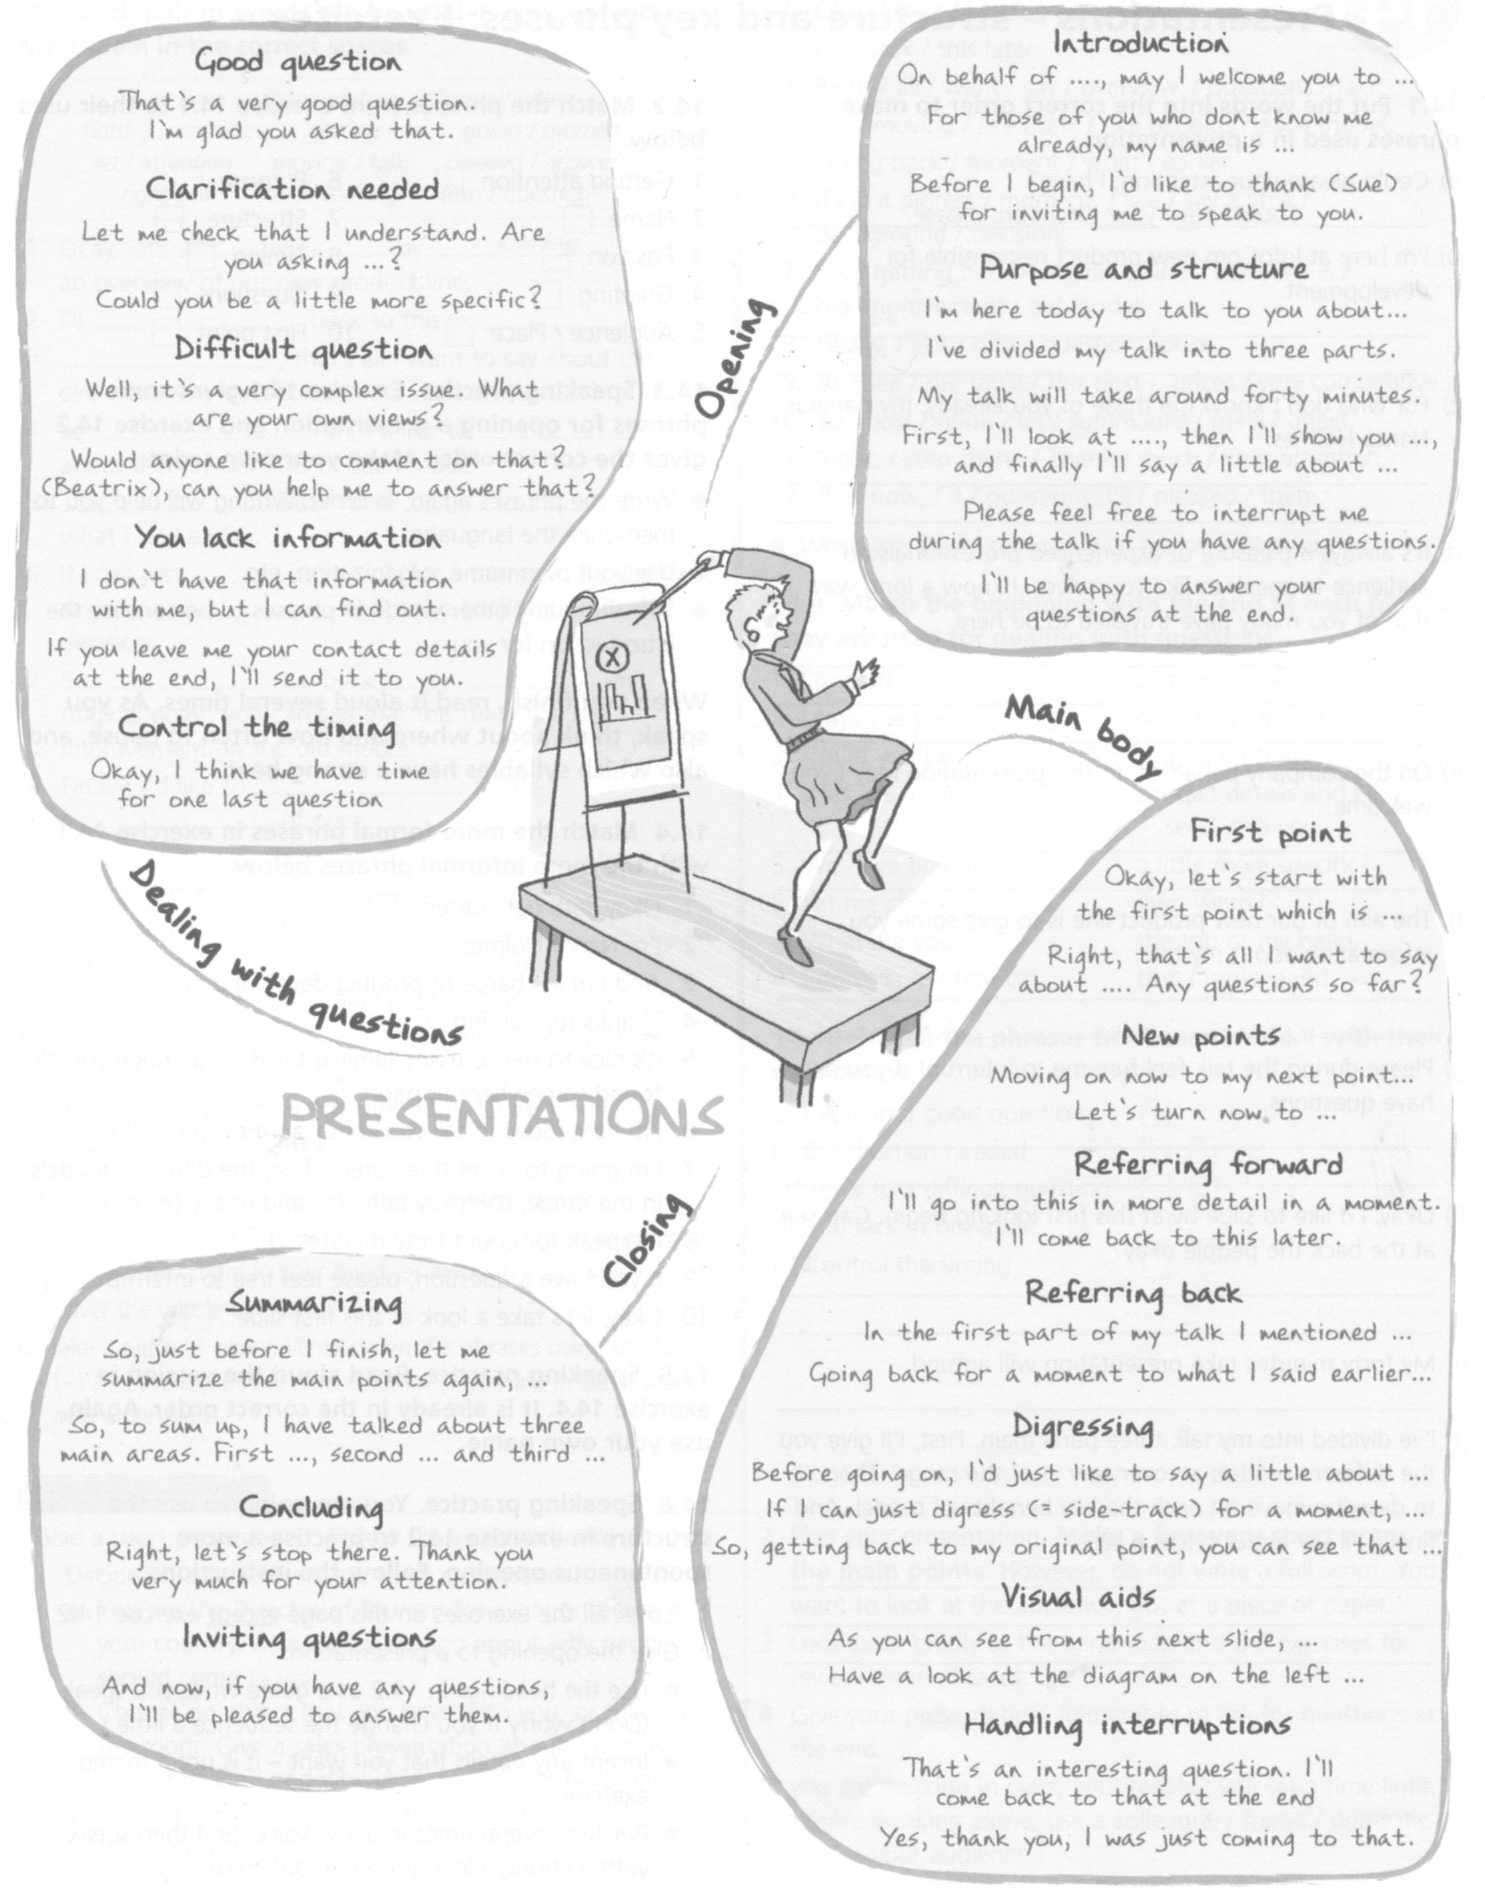 Good question
That's a very good question.
I'm glad you asked that.
Clarification needed
Let me check that I understand. Are
you asking ...?
Could you be a little more specific?
Difficult question
Well, it's a very complex issue. What
are your own views?
Would anyone like to comment on that?
(Beatrix), can you help me to answer that?
You lack information
I don't have that information
with me, but I can find out.
If you leave me your contact details
at the end, I'll send it to you.
Control the timing
Okay, I think we have time
for one last question
Dealing with questions
Opening
Introduction
On behalf of ...., may I welcome you to ...
For those of you who dont know me
already, my name is ...
Before I begin, I'd like to thank (Sue)
for inviting me to speak to you.
Purpose and structure
I'm here today to talk to you about...
I've divided my talk into three parts.
My talk will take around forty minutes.
First, I'll look at ...., then I'll show you ...,
and finally I'll say a little about ...
Please feel free to interrupt me
during the talk if you have any questions.
I'll be happy to answer your
questions at the end.
Main body
First point
Okay, let's start with
the first point which is ...
Right, that's all I want to say
about .... Any questions so far?
New points
Moving on now to my next point...
Let's turn now to ...
Referring forward
I'll go into this in more detail in a moment.
I'll come back to this later.
Referring back
In the first part of my talk I mentioned ...
Going back for a moment to what I said earlier...
Digressing
Before going on, I'd just like to say a little about ...
If I can just digress (= side-track) for a moment, ...
So, getting back to my original point, you can see that ...
Visual aids
As you can see from this next slide, ...
Have a look at the diagram on the left ...
Handling interruptions
That's an interesting question. I'll
come back to that at the end
Yes, thank you, I was just coming to that.
PRESENTATIONS
Closing
Summarizing
So, just before I finish, let me
summarize the main points again, ...
So, to sum up, I have talked about three
main areas. First ..., second ... and third ...
Concluding
Right, let's stop there. Thank you
very much for your attention.
Inviting questions
And now, if you have any questions,
I'll be pleased to answer them.